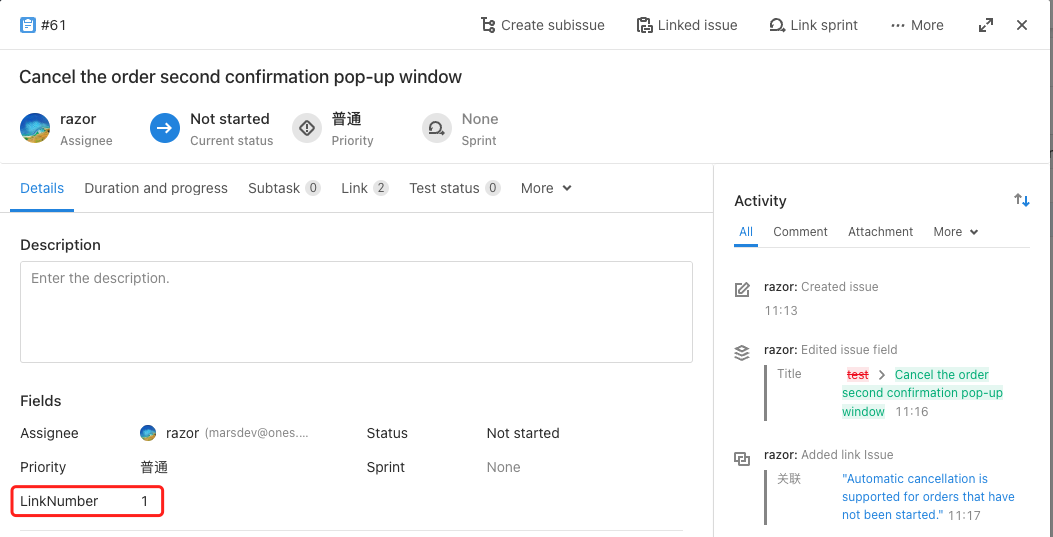 #61
Create subissue
Linked issue
Link sprint
More
Cancel the order second confirmation pop-up window
razor
Assignee
Not started
Current status
普通
Priority
None
Sprint
Details
Duration and progress
Subtask 0
Link 2
Test status 0
More
Description
Enter the description.
Fields
Assignee
razor (marsdev@ones....
Status
Not started
Priority
普通
Sprint
None
LinkNumber
1
Activity
All
Comment
Attachment
More
razor: Created issue
11:13
razor: Edited issue field
Title
test > Cancel the order
second confirmation pop-up
window 11:16
razor: Added link Issue
关联
"Automatic cancellation is
supported for orders that have
not been started." 11:17